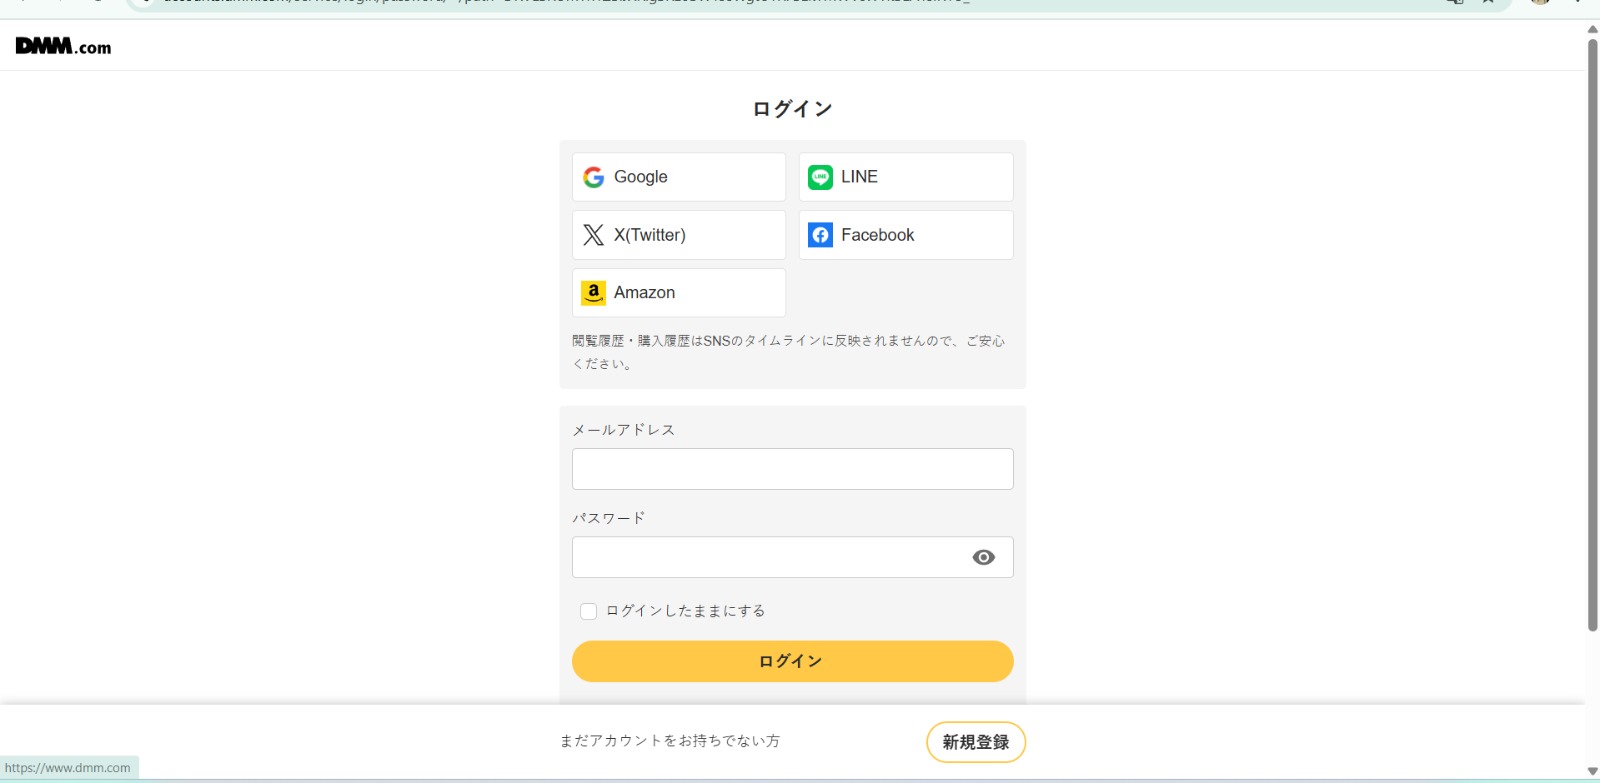 DMM.com
ログイン
Google
LINE
X(Twitter)
Facebook
Amazon
閲覧履歴・購入履歴はSNSのタイムラインに反映されませんので、ご安心
ください。
メールアドレス
パスワード
ログインしたままにする
ログイン
まだアカウントをお持ちでない方
新規登録
https://www.dmm.com